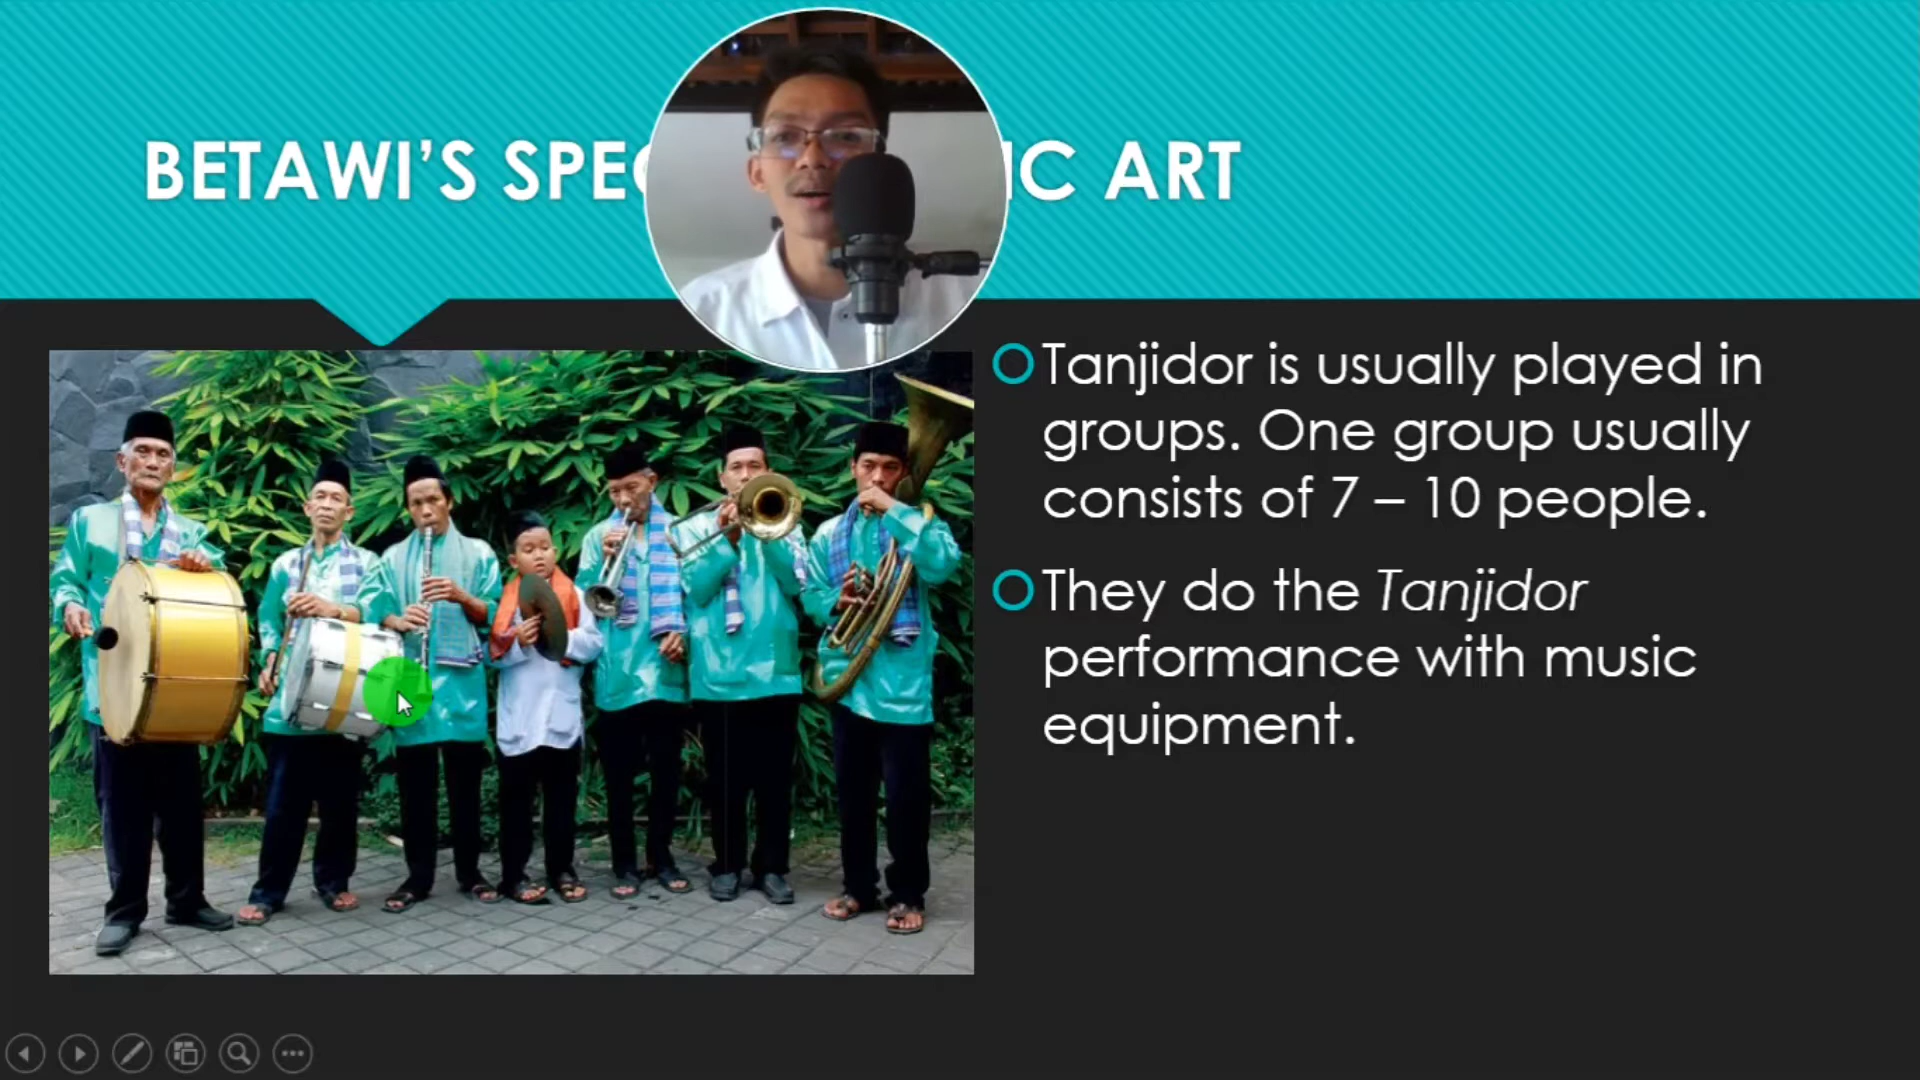 BETAWI'S SPEC IC ART
Tanjidor is usually played in
groups. One group usually
consists of 7 – 10 people.
They do the Tanjidor
performance with music
equipment.